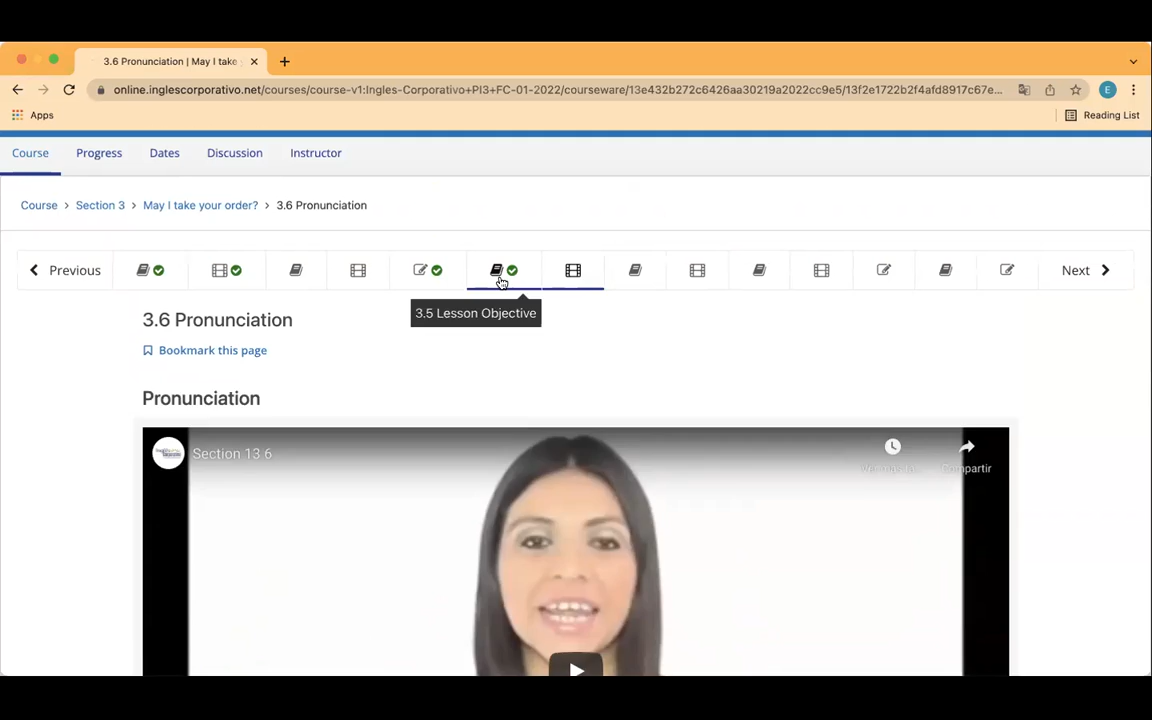 3.6 Pronunciation | May I take
online.inglescorporativo.net/courses/course-v1:Ingles-Corporativo+PI3+FC-01-2022/courseware/13e432b272c6426aa30219a2022cc9e5/13f2e1722b2f4afd8917c67e...
E
Apps
Reading List
Course
Progress
Dates
Discussion
Instructor
Course > Section 3 > May I take your order? > 3.6 Pronunciation
Previous
Next
3.5 Lesson Objective
3.6 Pronunciation
Bookmark this page
Pronunciation
Section 13 6
Compartir